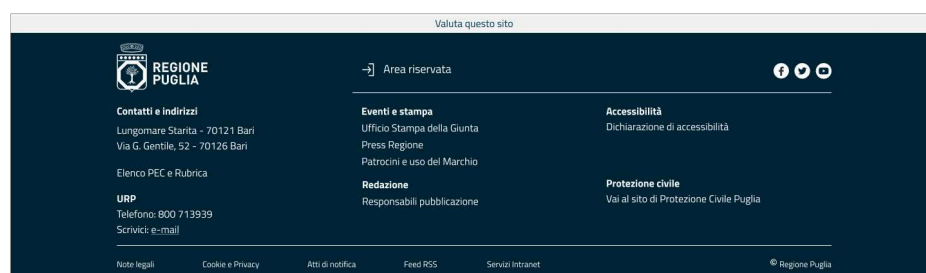 Valuta questo sito
REGIONE
PUGLIA
Area riservata
Contatti e indirizzi
Lungomare Starita - 70121 Bari
Via G. Gentile, 52 - 70126 Bari
Elenco PEC e Rubrica
URP
Telefono: 800 713939
Scrivici: e-mail
Eventi e stampa
Ufficio Stampa della Giunta
Press Regione
Patrocini e uso del Marchio
Redazione
Responsabili pubblicazione
Accessibilità
Dichiarazione di accessibilità
Protezione civile
Vai al sito di Protezione Civile Puglia
Note legali Cookie e Privacy Atti di notifica Feed RSS Servizi Intranet © Regione Puglia